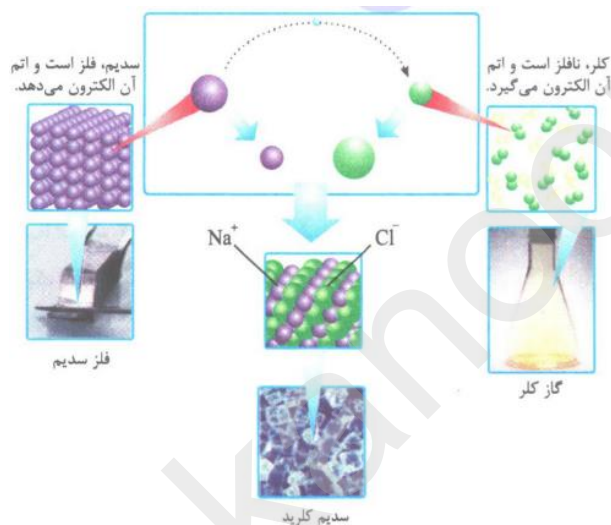 کلر، نافلز است و اتم
آن الکترون می‌گیرد.
سدیم، فلز است و اتم
آن الکترون می‌دهد.
Na⁺
Cl⁻
فلز سدیم
گاز کلر
سدیم کلرید
kanoo